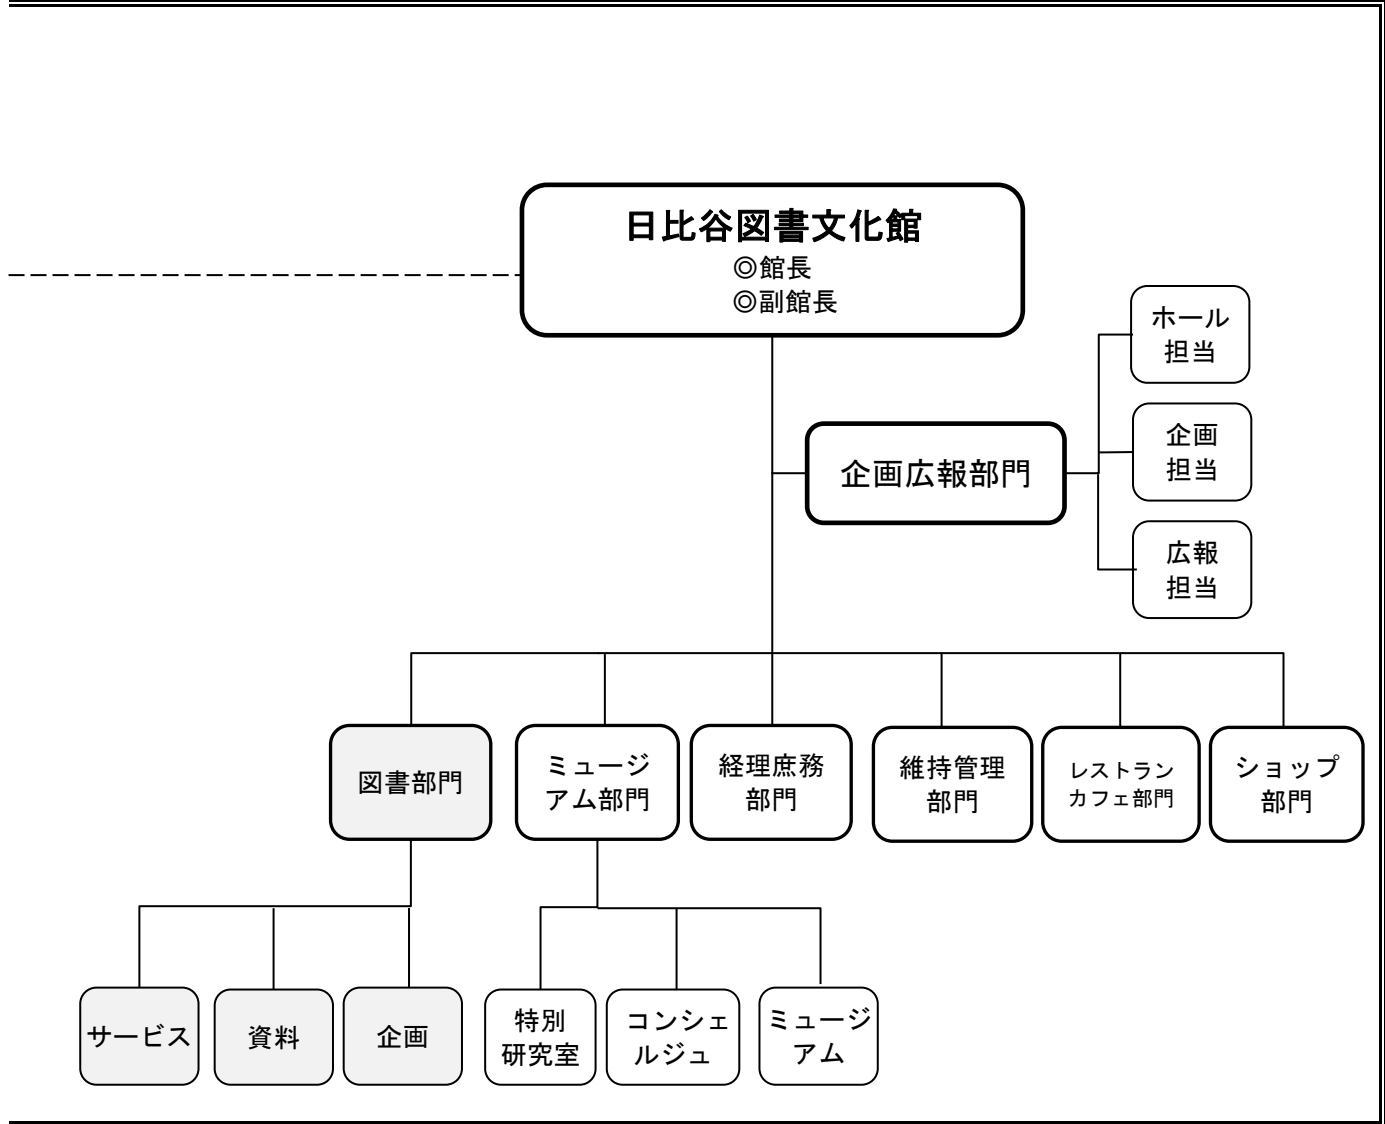 日比谷図書文化館
◎館長
◎副館長
ホール
担当
企画広報部門
企画
担当
広報
担当
図書部門
ミュージ
アム部門
経理庶務
部門
維持管理
部門
レストラン
カフェ部門
ショップ
部門
サービス
資料
企画
特別
研究室
コンシェ
ルジュ
ミュージ
アム